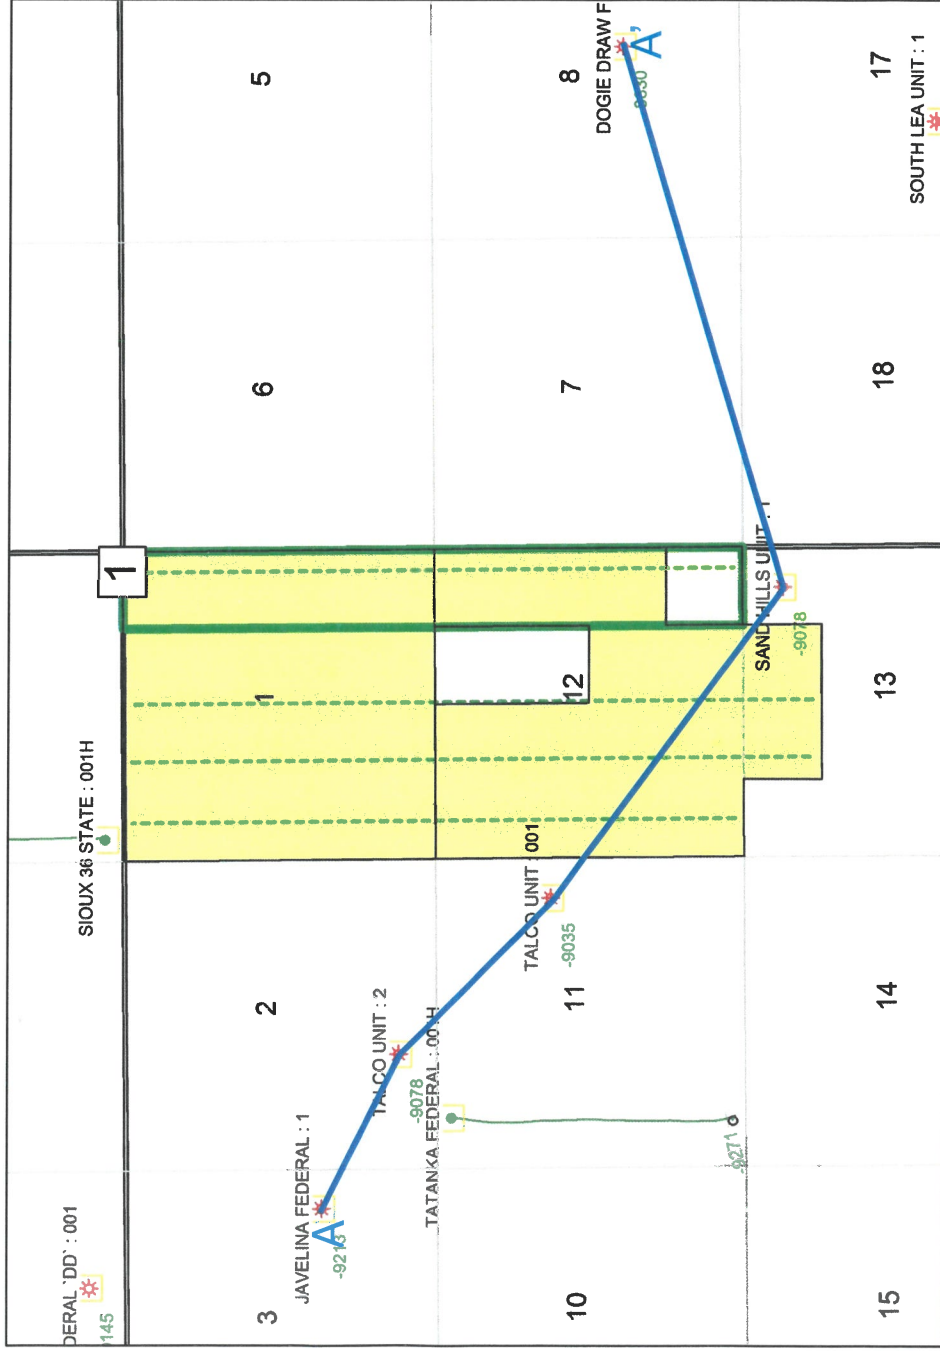 DERAL `DD` : 001
145
SIOUX 36 STATE : 001H
1
3
2
1
6
5
JAVELINA FEDERAL : 1
A
-9213
TALCO UNIT : 2
-9078
TATANKA FEDERAL : 001H
-9271
10
11
12
7
8
TALCO UNIT : 001
-9035
DOGIE DRAW F
A'
SAND HILLS UNIT : 1
-9078
15
14
13
18
17
SOUTH LEA UNIT : 1